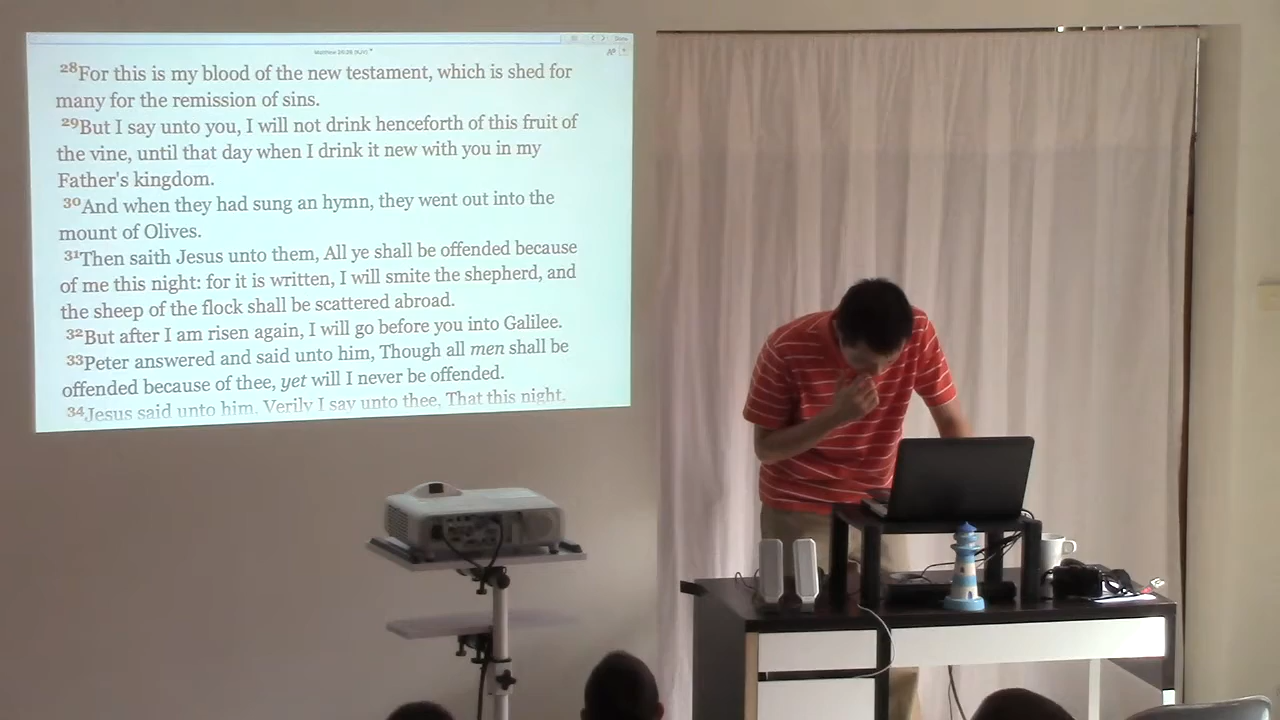 Matthew 26:28 (KJV)
28For this is my blood of the new testament, which is shed for
many for the remission of sins.
29But I say unto you, I will not drink henceforth of this fruit of
the vine, until that day when I drink it new with you in my
Father's kingdom.
30And when they had sung an hymn, they went out into the
mount of Olives.
31Then saith Jesus unto them, All ye shall be offended because
of me this night: for it is written, I will smite the shepherd, and
the sheep of the flock shall be scattered abroad.
32But after I am risen again, I will go before you into Galilee.
33Peter answered and said unto him, Though all men shall be
offended because of thee, yet will I never be offended.
34Jesus said unto him, Verily I say unto thee, That this night,